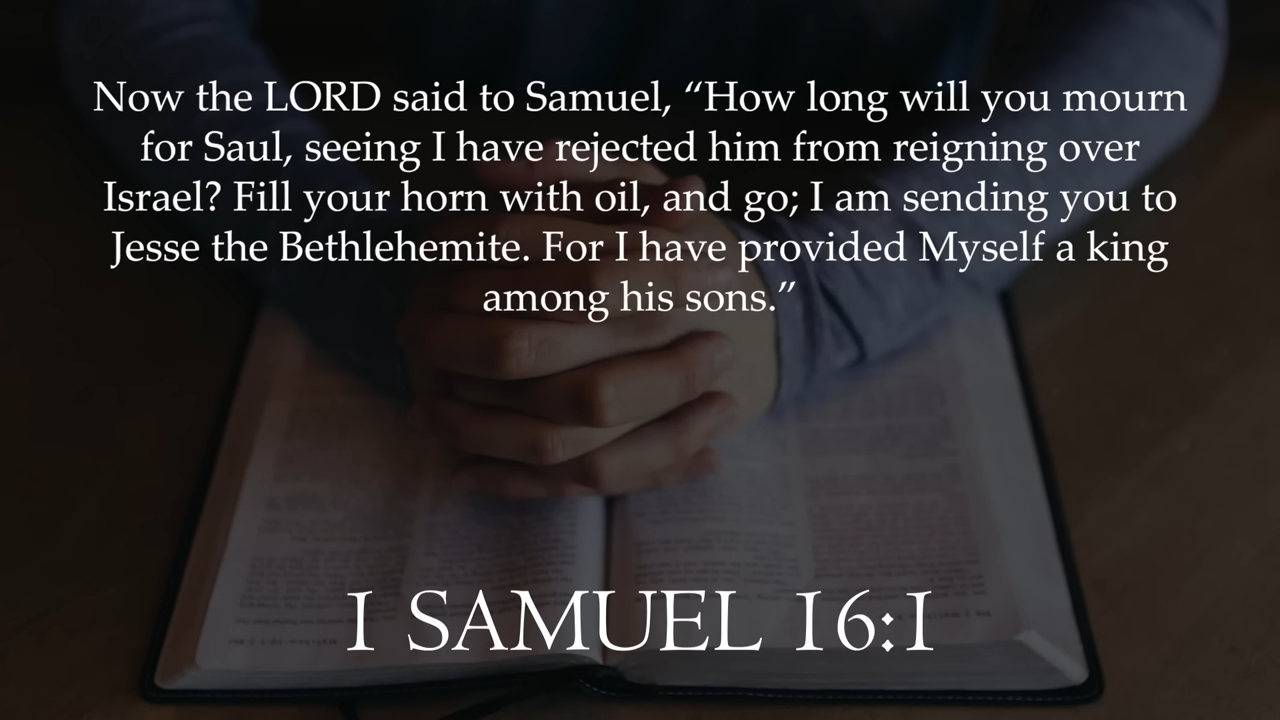 Now the LORD said to Samuel, “How long will you mourn
for Saul, seeing I have rejected him from reigning over
Israel? Fill your horn with oil, and go; I am sending you to
Jesse the Bethlehemite. For I have provided Myself a king
among his sons.”
1 SAMUEL 16:1